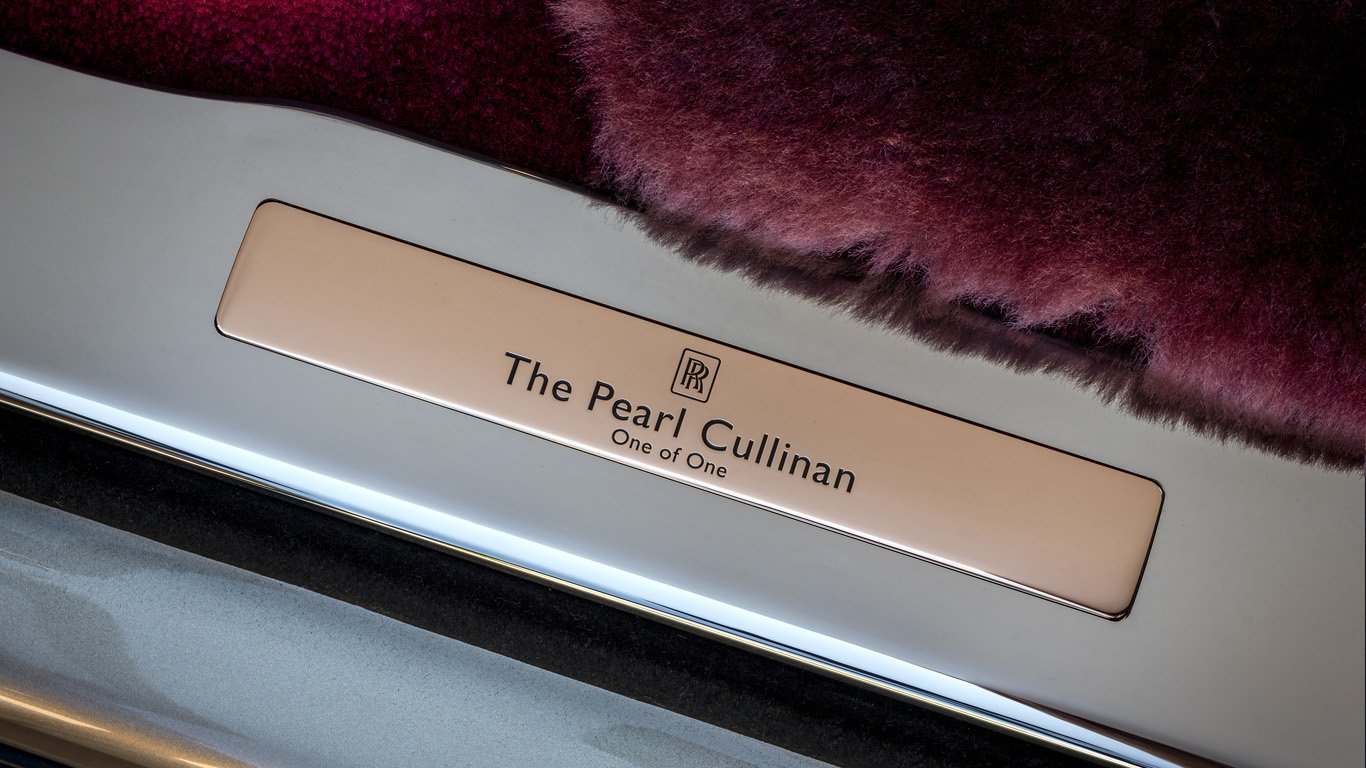 RR
The Pearl Cullinan
One of One